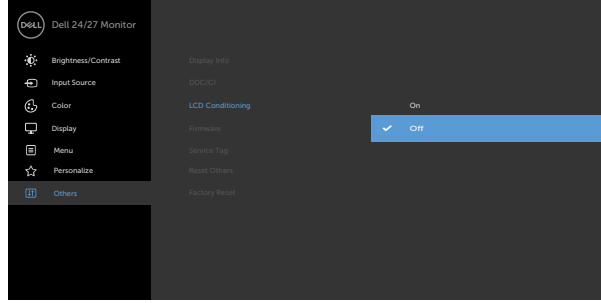 DELL
Dell 24/27 Monitor
Brightness/Contrast
Input Source
Color
Display
Menu
Personalize
Others
Display Info
DDC/CI
LCD Conditioning
Firmware
Service Tag
Reset Others
Factory Reset
On
Off